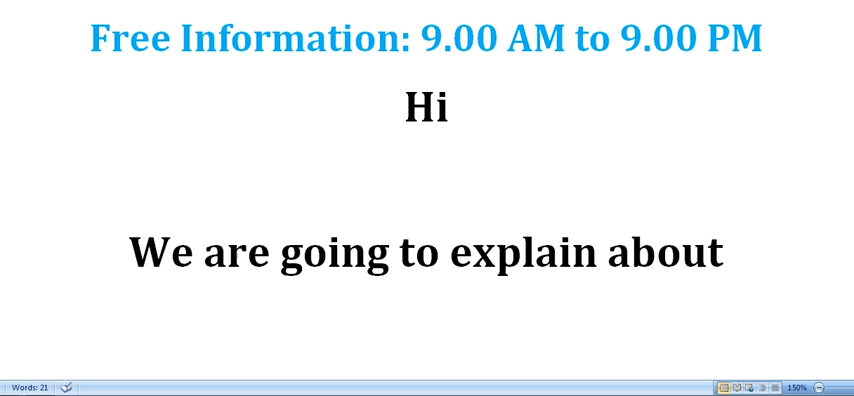 Free Information: 9.00 AM to 9.00 PM
Hi
We are going to explain about
Words: 21
150%